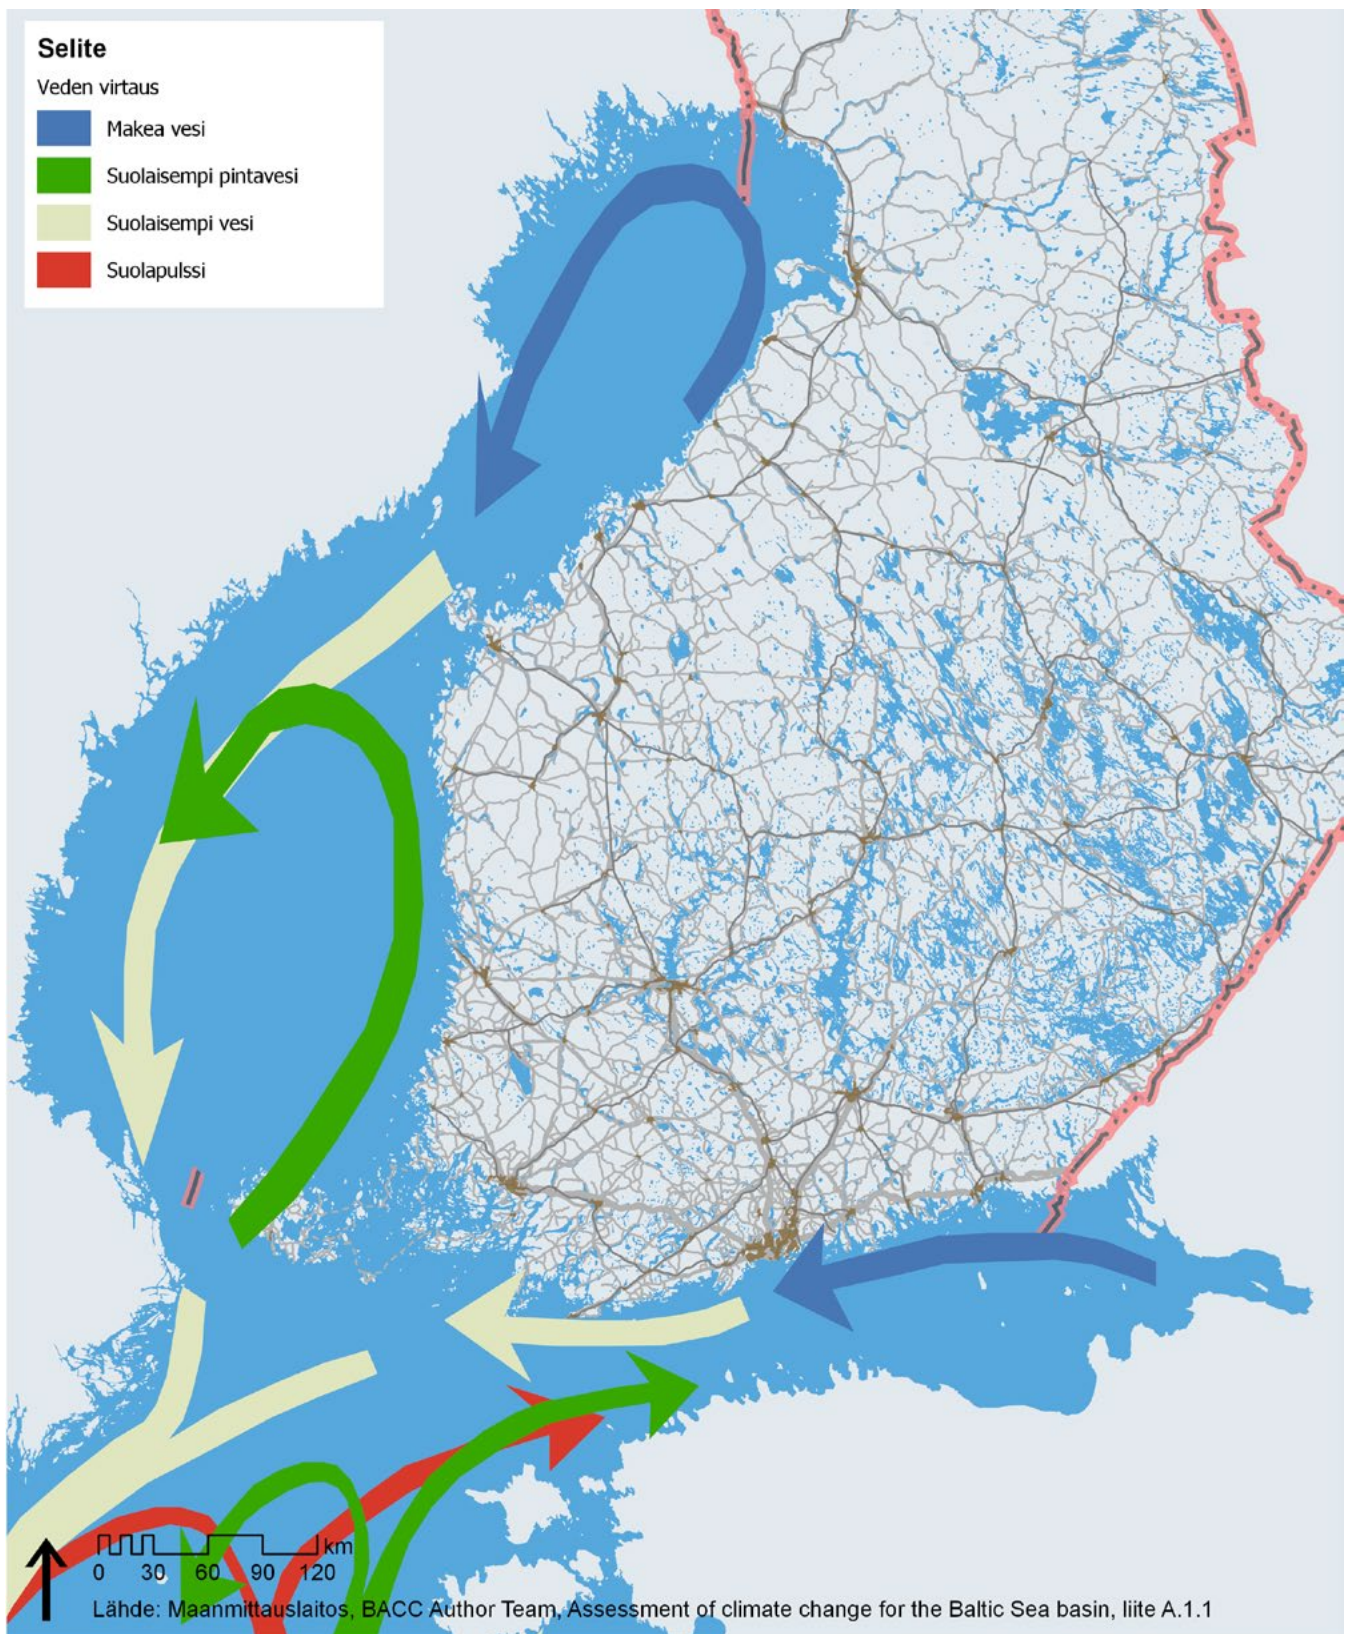 Selite
Veden virtaus
Makea vesi
Suolaisempi pintavesi
Suolaisempi vesi
Suolapulssi
km
0 30 60 90 120
Lähde: Maanmittauslaitos, BACC Author Team, Assessment of climate change for the Baltic Sea basin, liite A.1.1